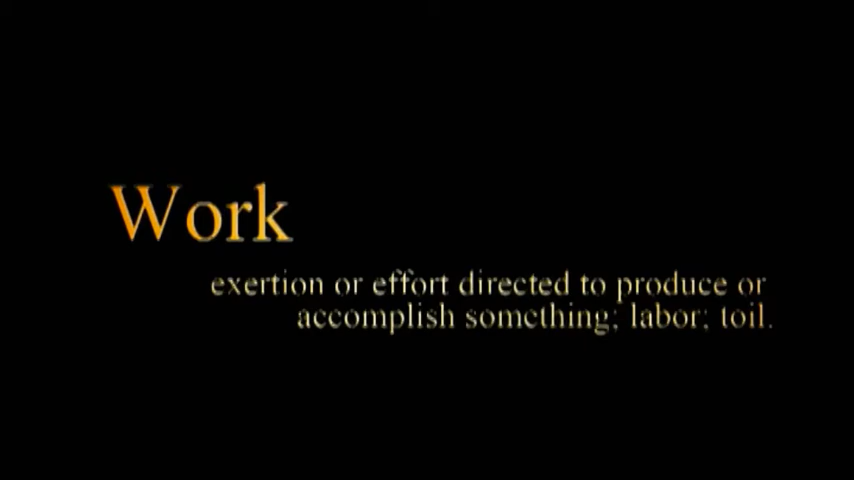 Work
exertion or effort directed to produce or
accomplish something; labor; toil.